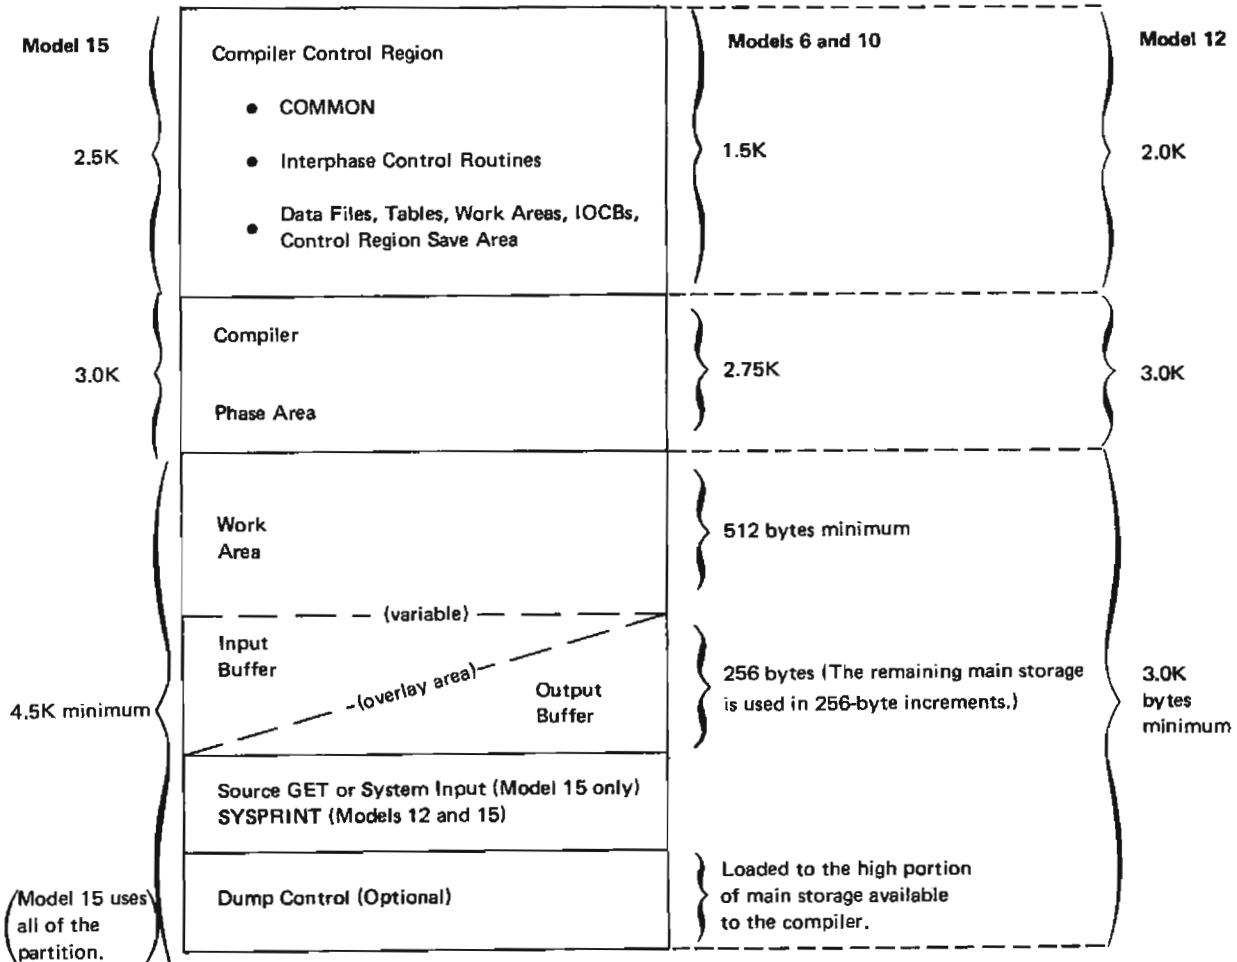 Model 15
Models 6 and 10
Model 12
Compiler Control Region
• COMMON
• Interphase Control Routines
• Data Files, Tables, Work Areas, IOCBs,
Control Region Save Area
2.5K
1.5K
2.0K
Compiler
Phase Area
3.0K
2.75K
3.0K
Work
Area
512 bytes minimum
(variable)
Input
Buffer
(overlay area)
Output
Buffer
256 bytes (The remaining main storage
is used in 256-byte increments.)
4.5K minimum
3.0K
bytes
minimum
Source GET or System Input (Model 15 only)
SYSPRINT (Models 12 and 15)
Dump Control (Optional)
Loaded to the high portion
of main storage available
to the compiler.
(Model 15 uses
all of the
partition.